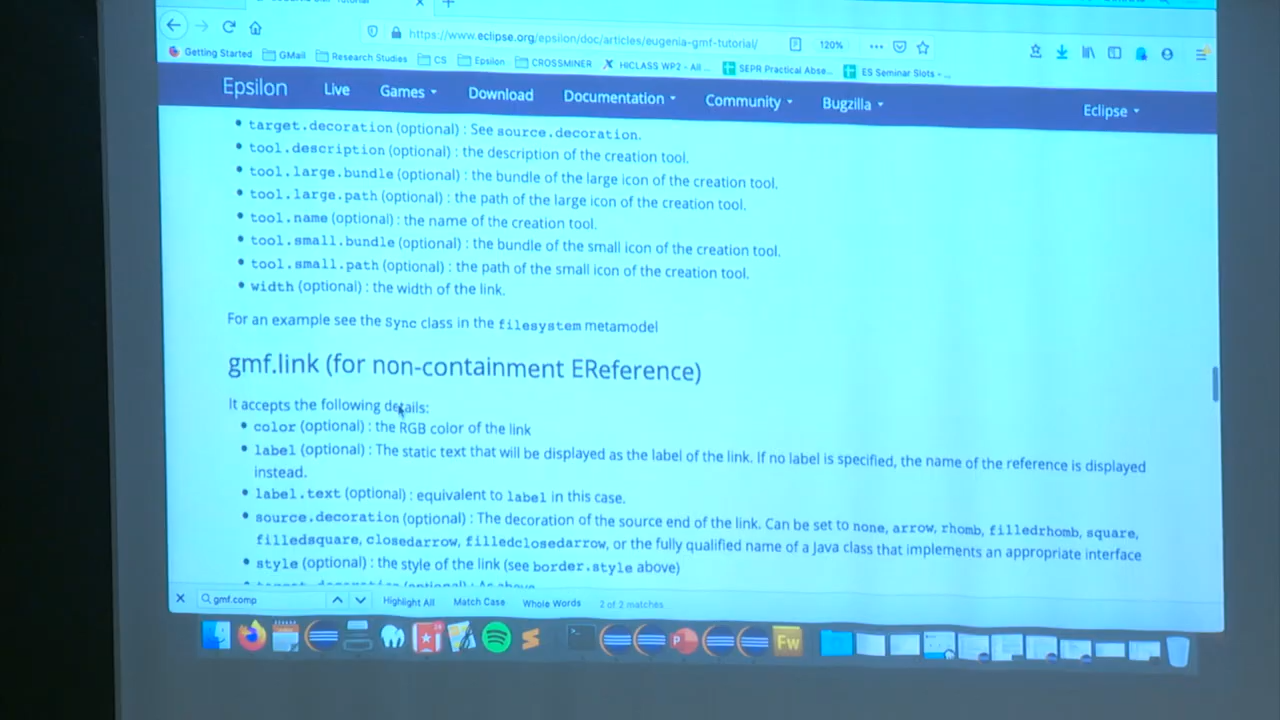 https://www.eclipse.org/epsilon/doc/articles/eugenia-gmf-tutorial/
120%
Getting Started GMail Research Studies CS Epsilon CROSSMINER HICLASS WP2 - All ... SEPR Practical Abse... ES Seminar Slots - ...
Epsilon Live Games Download Documentation Community Bugzilla Eclipse
target.decoration (optional) : See source.decoration.
tool.description (optional) : the description of the creation tool.
tool.large.bundle (optional) : the bundle of the large icon of the creation tool.
tool.large.path (optional) : the path of the large icon of the creation tool.
tool.name (optional) : the name of the creation tool.
tool.small.bundle (optional) : the bundle of the small icon of the creation tool.
tool.small.path (optional) : the path of the small icon of the creation tool.
width (optional) : the width of the link.
For an example see the Sync class in the filesystem metamodel
gmf.link (for non-containment EReference)
It accepts the following details:
color (optional) : the RGB color of the link
label (optional) : The static text that will be displayed as the label of the link. If no label is specified, the name of the reference is displayed
instead.
label.text (optional) : equivalent to label in this case.
source.decoration (optional) : The decoration of the source end of the link. Can be set to none, arrow, rhomb, filledrhomb, square,
filledsquare, closedarrow, filledclosedarrow, or the fully qualified name of a Java class that implements an appropriate interface
style (optional) : the style of the link (see border.style above)
target.decoration (optional) : As above
gmf.comp Highlight All Match Case Whole Words 2 of 2 matches
Fw